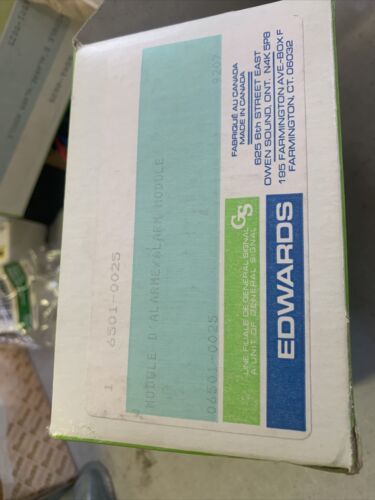 1 6501-0025
MODULE D'ALARME/ALARM MODULE
06501-0025 9202
GS
UNE FILIALE DE GENERAL SIGNAL
A UNIT OF GENERAL SIGNAL
EDWARDS
FABRIQUÉ AU CANADA
MADE IN CANADA
625 6th STREET EAST
OWEN SOUND, ONT. N4K 5P8
195 FARMINGTON AVE.-BOX F
FARMINGTON, CT. 06032